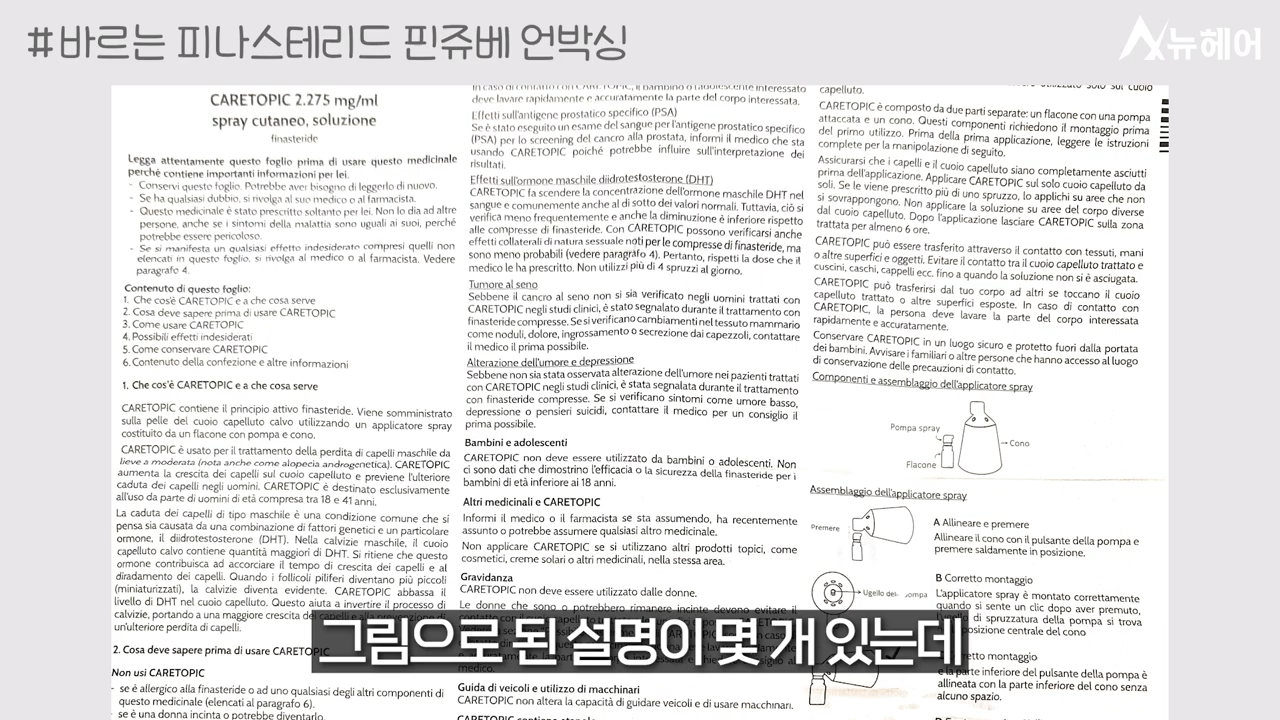 #바르는 피나스테리드 핀쥬베 언박싱
뉴헤어
CARETOPIC 2.275 mg/ml
spray cutaneo, soluzione
finasteride
Legga attentamente questo foglio prima di usare questo medicinale
perché contiene importanti informazioni per lei.
- Conservi questo foglio. Potrebbe aver bisogno di leggerlo di nuovo.
- Se ha qualsiasi dubbio, si rivolga al suo medico o al farmacista.
- Questo medicinale è stato prescritto soltanto per lei. Non lo dia ad altre
persone, anche se i sintomi della malattia sono uguali ai suoi, perché
potrebbe essere pericoloso.
- Se si manifesta un qualsiasi effetto indesiderato compresi quelli non
elencati in questo foglio, si rivolga al medico o al farmacista. Vedere
paragrafo 4.
Contenuto di questo foglio:
1. Che cos'è CARETOPIC e a che cosa serve
2. Cosa deve sapere prima di usare CARETOPIC
3. Come usare CARETOPIC
4. Possibili effetti indesiderati
5. Come conservare CARETOPIC
6. Contenuto della confezione e altre informazioni
1. Che cos'è CARETOPIC e a che cosa serve
CARETOPIC contiene il principio attivo finasteride. Viene somministrato
sulla pelle del cuoio capelluto calvo utilizzando un applicatore spray
costituito da un flacone con pompa e cono.
CARETOPIC è usato per il trattamento della perdita di capelli maschile da
lieve a moderata (nota anche come alopecia androgenetica). CARETOPIC
aumenta la crescita dei capelli sul cuoio capelluto e previene l'ulteriore
caduta dei capelli negli uomini. CARETOPIC è destinato esclusivamente
all'uso da parte di uomini di età compresa tra 18 e 41 anni.
La caduta dei capelli di tipo maschile è una condizione comune che si
pensa sia causata da una combinazione di fattori genetici e un particolare
ormone, il diidrotestosterone (DHT). Nella calvizie maschile, il cuoio
capelluto calvo contiene quantità maggiori di DHT. Si ritiene che questo
ormone contribuisca ad accorciare il tempo di crescita dei capelli e al
diradamento dei capelli. Quando i follicoli piliferi diventano più piccoli
(miniaturizzati), la calvizie diventa evidente. CARETOPIC abbassa il
livello di DHT nel cuoio capelluto. Questo aiuta a invertire il processo di
calvizie, portando a una maggiore crescita dei capelli e alla prevenzione di
un'ulteriore perdita di capelli.
2. Cosa deve sapere prima di usare CARETOPIC
Non usi CARETOPIC
- se è allergico alla finasteride o ad uno qualsiasi degli altri componenti di
questo medicinale (elencati al paragrafo 6).
- se è una donna incinta o potrebbe diventarlo.
In caso di contatto con CARETOPIC, il bambino o l'adolescente interessato
deve lavare rapidamente e accuratamente la parte del corpo interessata.
Effetti sull'antigene prostatico specifico (PSA)
Se è stato eseguito un esame del sangue per l'antigene prostatico specifico
(PSA) per lo screening del cancro alla prostata, informi il medico che sta
usando CARETOPIC poiché potrebbe influire sull'interpretazione dei
risultati.
Effetti sull'ormone maschile diidrotestosterone (DHT)
CARETOPIC fa scendere la concentrazione dell'ormone maschile DHT nel
sangue e comunemente anche al di sotto dei valori normali. Tuttavia, ciò si
verifica meno frequentemente e anche la diminuzione è inferiore rispetto
alle compresse di finasteride. Con CARETOPIC possono verificarsi anche
effetti collaterali di natura sessuale noti per le compresse di finasteride, ma
sono meno probabili (vedere paragrafo 4). Pertanto, rispetti la dose che il
medico le ha prescritto. Non utilizzi più di 4 spruzzi al giorno.
Tumore al seno
Sebbene il cancro al seno non si sia verificato negli uomini trattati con
CARETOPIC negli studi clinici, è stato segnalato durante il trattamento con
finasteride compresse. Se si verificano cambiamenti nel tessuto mammario
come noduli, dolore, ingrossamento o secrezione dai capezzoli, contattare
il medico il prima possibile.
Alterazione dell'umore e depressione
Sebbene non sia stata osservata alterazione dell'umore nei pazienti trattati
con CARETOPIC negli studi clinici, è stata segnalata durante il trattamento
con finasteride compresse. Se si verificano sintomi come umore basso,
depressione o pensieri suicidi, contattare il medico per un consiglio il
prima possibile.
Bambini e adolescenti
CARETOPIC non deve essere utilizzato da bambini o adolescenti. Non
ci sono dati che dimostrino l'efficacia o la sicurezza della finasteride per i
bambini di età inferiore ai 18 anni.
Altri medicinali e CARETOPIC
Informi il medico o il farmacista se sta assumendo, ha recentemente
assunto o potrebbe assumere qualsiasi altro medicinale.
Non applicare CARETOPIC se si utilizzano altri prodotti topici, come
cosmetici, creme solari o altri medicinali, nella stessa area.
Gravidanza
CARETOPIC non deve essere utilizzato dalle donne.
Le donne che sono o potrebbero rimanere incinte devono evitare il
medico.
Guida di veicoli e utilizzo di macchinari
CARETOPIC non altera la capacità di guidare veicoli e di usare macchinari.
capelluto.
CARETOPIC è composto da due parti separate: un flacone con una pompa
attaccata e un cono. Questi componenti richiedono il montaggio prima
del primo utilizzo. Prima della prima applicazione, leggere le istruzioni
complete per la manipolazione di seguito.
Assicurarsi che i capelli e il cuoio capelluto siano completamente asciutti
prima dell'applicazione. Applicare CARETOPIC sul solo cuoio capelluto da
soli. Se le viene prescritto più di uno spruzzo, lo applichi su aree che non
si sovrappongono. Non applicare la soluzione su aree del corpo diverse
dal cuoio capelluto. Dopo l'applicazione lasciare CARETOPIC sulla zona
trattata per almeno 6 ore.
CARETOPIC può essere trasferito attraverso il contatto con tessuti, mani
o altre superfici e oggetti. Evitare il contatto tra il cuoio capelluto trattato e
cuscini, caschi, cappelli ecc. fino a quando la soluzione non si è asciugata.
CARETOPIC può trasferirsi dal tuo corpo ad altri se toccano il cuoio
capelluto trattato o altre superfici esposte. In caso di contatto con
CARETOPIC, la persona deve lavare la parte del corpo interessata
rapidamente e accuratamente.
Conservare CARETOPIC in un luogo sicuro e protetto fuori dalla portata
dei bambini. Avvisare i familiari o altre persone che hanno accesso al luogo
di conservazione delle precauzioni di contatto.
Componenti e assemblaggio dell'applicatore spray
Pompa spray
Cono
Flacone
Assemblaggio dell'applicatore spray
Premere
A Allineare e premere
Allineare il cono con il pulsante della pompa e
premere saldamente in posizione.
B Corretto montaggio
Ugello del pompa
L'applicatore spray è montato correttamente
quando si sente un clic dopo aver premuto,
di spruzzatura della pompa si trova
posizione centrale del cono
montaggio
e la parte inferiore del pulsante della pompa è
allineata con la parte inferiore del cono senza
alcuno spazio.
그림으로 된 설명이 몇 개 있는데